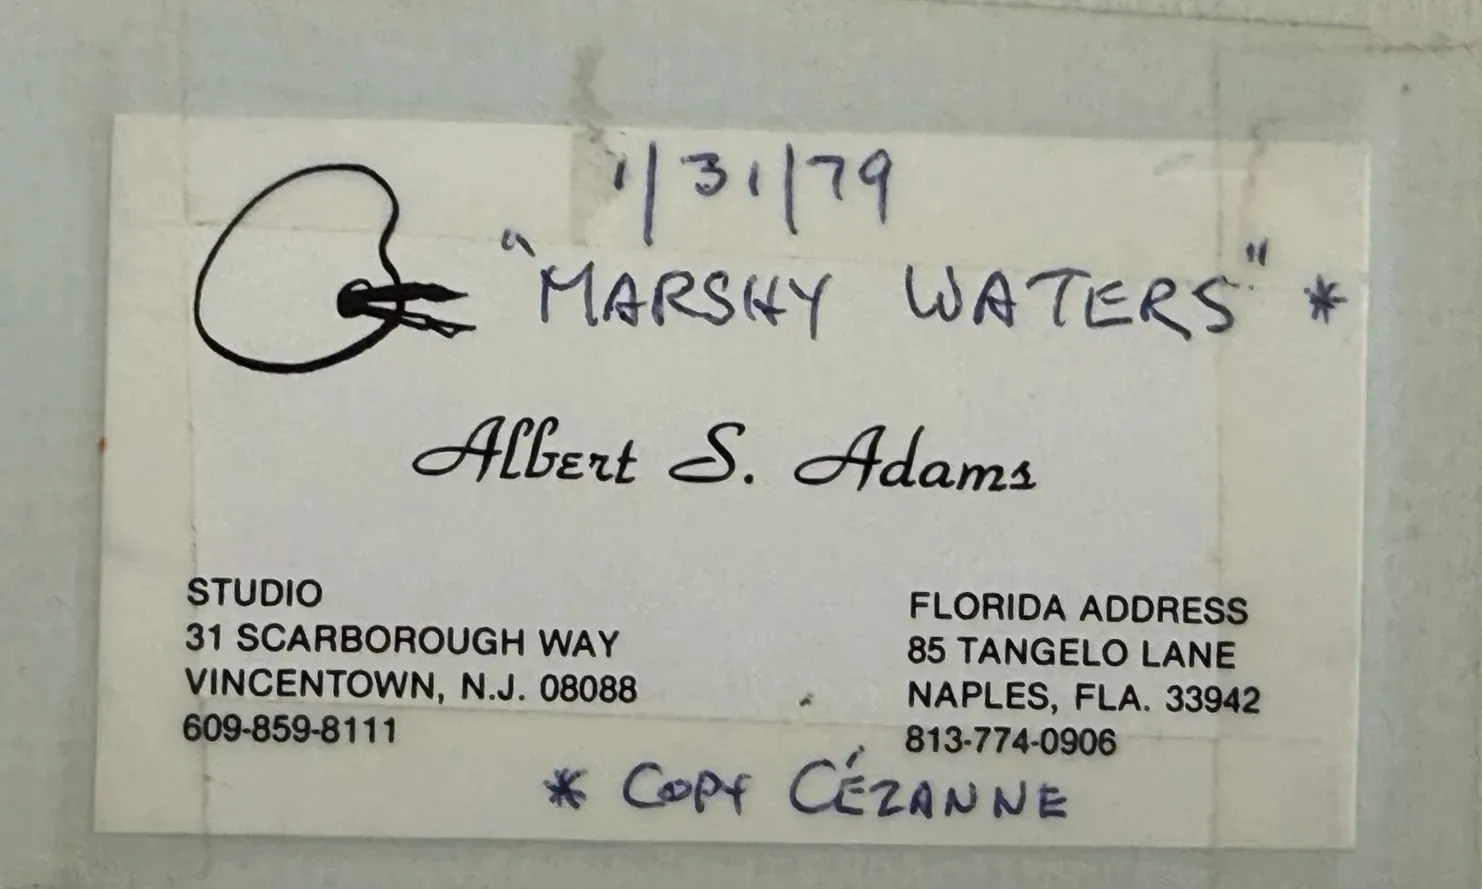 1/31/79
"MARSHY WATERS" *
Albert S. Adams
STUDIO
31 SCARBOROUGH WAY
VINCENTOWN, N.J. 08088
609-859-8111
FLORIDA ADDRESS
85 TANGELO LANE
NAPLES, FLA. 33942
813-774-0906
* COPY CÉZANNE